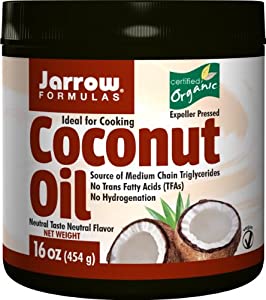 Jarrow
FORMULAS
certified
Organic
Expeller Pressed
Ideal for Cooking
Coconut
Oil
Source of Medium Chain Triglycerides
No Trans Fatty Acids (TFAs)
No Hydrogenation
Neutral Taste Neutral Flavor
NET WEIGHT
16 oz (454 g)